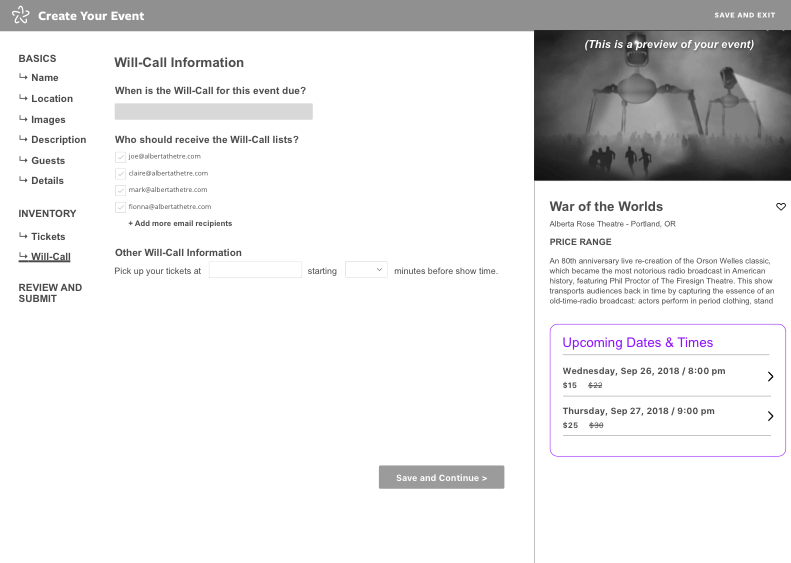 Create Your Event
SAVE AND EXIT
BASICS
Name
Location
Images
Description
Guests
Details
INVENTORY
Tickets
Will-Call
REVIEW AND
SUBMIT
Will-Call Information
When is the Will-Call for this event due?
Who should receive the Will-Call lists?
joe@albertathetre.com
claire@albertathetre.com
mark@albertathetre.com
fionna@albertathetre.com
+ Add more email recipients
Other Will-Call Information
Pick up your tickets at starting minutes before show time.
Save and Continue >
(This is a preview of your event)
War of the Worlds
Alberta Rose Theatre - Portland, OR
PRICE RANGE
An 80th anniversary live re-creation of the Orson Welles classic,
which became the most notorious radio broadcast in American
history, featuring Phil Proctor of The Firesign Theatre. This show
transports audiences back in time by capturing the essence of an
old-time-radio broadcast: actors perform in period clothing, stand
Upcoming Dates & Times
Wednesday, Sep 26, 2018 / 8:00 pm
$15 $22
Thursday, Sep 27, 2018 / 9:00 pm
$25 $30